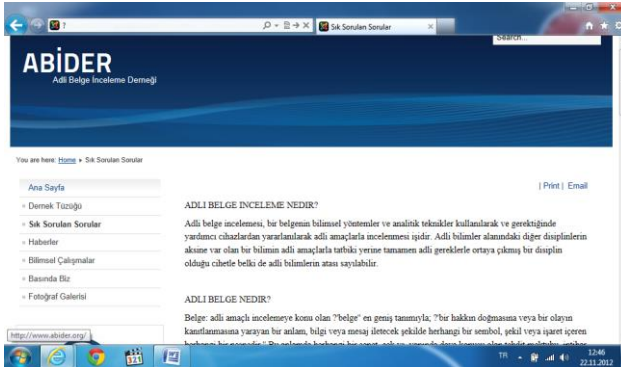 ?
Sık Sorulan Sorular
Search...
ABİDER
Adli Belge İnceleme Derneği
You are here: Home Sık Sorulan Sorular
Ana Sayfa
| Print | Email
Dernek Tüzüğü
Sık Sorulan Sorular
Haberler
Bilimsel Çalışmalar
Basında Biz
Fotoğraf Galerisi
ADLI BELGE INCELEME NEDIR?
Adli belge incelemesi, bir belgenin bilimsel yöntemler ve analitik teknikler kullanılarak ve gerektiğinde
yardımcı cihazlardan yararlanılarak adli amaçlarla incelenmesi işidir. Adli bilimler alanındaki diğer disiplinlerin
aksine var olan bir bilimin adli amaçlarla tatbiki yerine tamamen adli gereklerle ortaya çıkmış bir disiplin
olduğu cihetle belki de adli bilimlerin atası sayılabilir.
ADLI BELGE NEDIR?
Belge: adli amaçlı incelemeye konu olan ?belge" en geniş tanımıyla; ?bir hakkın doğmasına veya bir olayın
kanıtlanmasına yarayan bir anlam, bilgi veya mesaj iletecek şekilde herhangi bir sembol, şekil veya işaret içeren
http://www.abider.org/
321
TR
12:46
22.11.2012